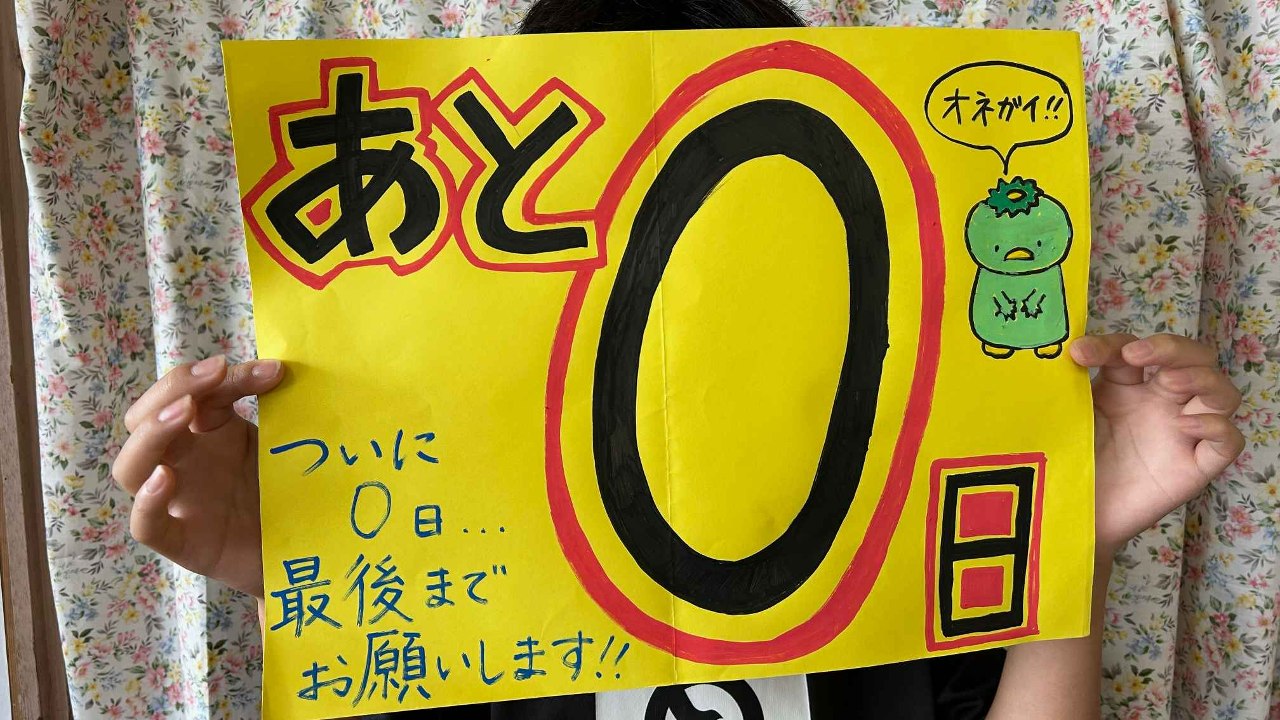 あと0日
オネガイ!!
ついに
0日...
最後まで
お願いします!!